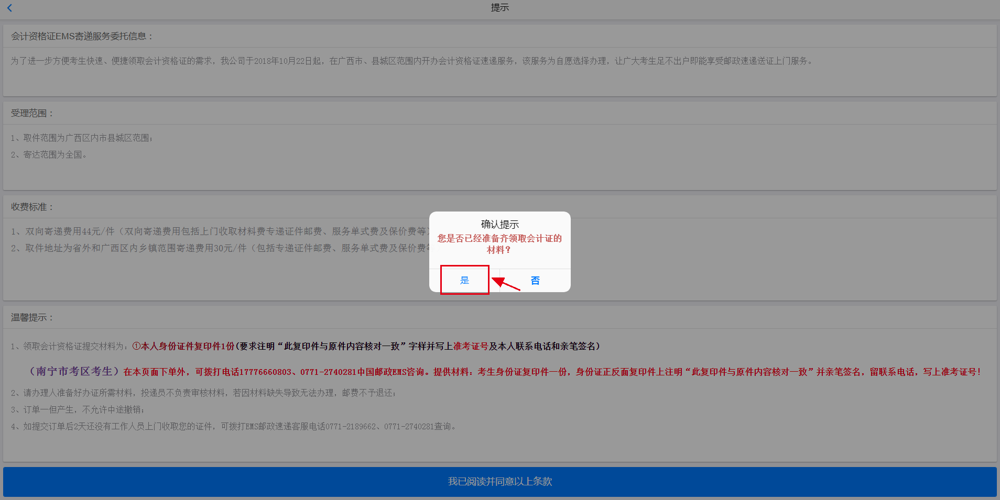 提示
会计资格证EMS寄递服务委托信息：
为了进一步方便考生快速、便捷领取会计资格证的需求，我公司于2018年10月22日起，在广西市、县城区范围内开办会计资格证速递服务，该服务为自愿选择办理，让广大考生足不出户即能享受邮政速递送证上门服务。
受理范围：
1、取件范围为广西区内市县城区范围；
2、寄达范围为全国。
收费标准：
1、双向寄递费用44元/件（双向寄递费用包括上门收取材料费专递证件邮费、服务单式费及保价费等）
2、取件地址为省外和广西区内乡镇范围寄递费用30元/件（包括专递证件邮费、服务单式费及保价费
确认提示
您是否已经准备齐领取会计证的
材料？
是
否
温馨提示：
1、领取会计资格证提交材料为：①本人身份证件复印件1份(要求注明“此复印件与原件内容核对一致”字样并写上准考证号及本人联系电话和亲笔签名)
（南宁市考区考生）在本页面下单外，可拨打电话17776660803、0771-2740281中国邮政EMS咨询。提供材料：考生身份证复印件一份，身份证正反面复印件上注明“此复印件与原件内容核对一致”并亲笔签名，留联系电话，写上准考证号！
2、请办理人准备好办证所需材料，投递员不负责审核材料，若因材料缺失导致无法办理，邮费不予退还；
3、订单一但产生，不允许中途撤销；
4、如提交订单后2天还没有工作人员上门收取您的证件，可拨打EMS邮政速递客服电话0771-2189662、0771-2740281查询。
我已阅读并同意以上条款